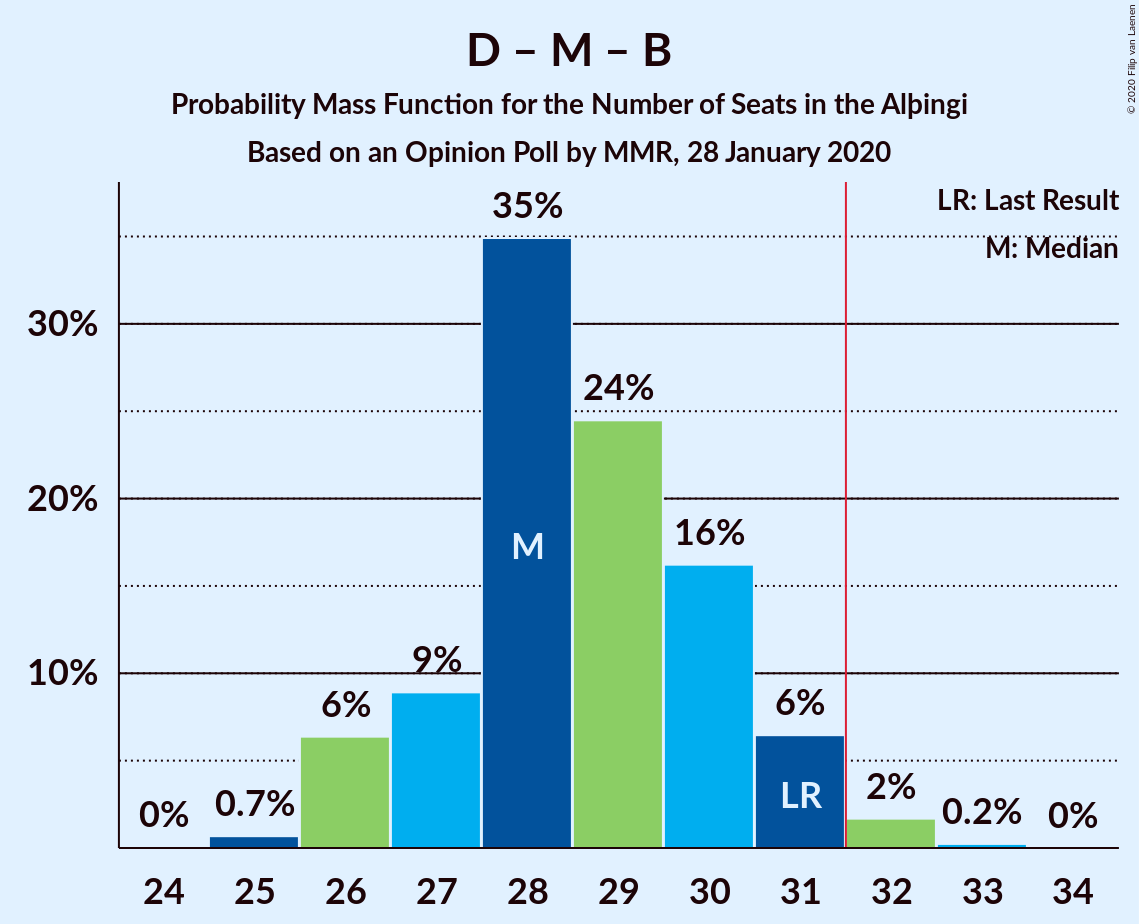 D – M – B
Probability Mass Function for the Number of Seats in the Alþingi
Based on an Opinion Poll by MMR, 28 January 2020
© 2020 Filip van Laenen
LR: Last Result
M: Median
35%
30%
24%
20%
16%
M
10%
9%
6%
6%
LR
2%
0%
0.7%
0.2%
0%
24 25 26 27 28 29 30 31 32 33 34